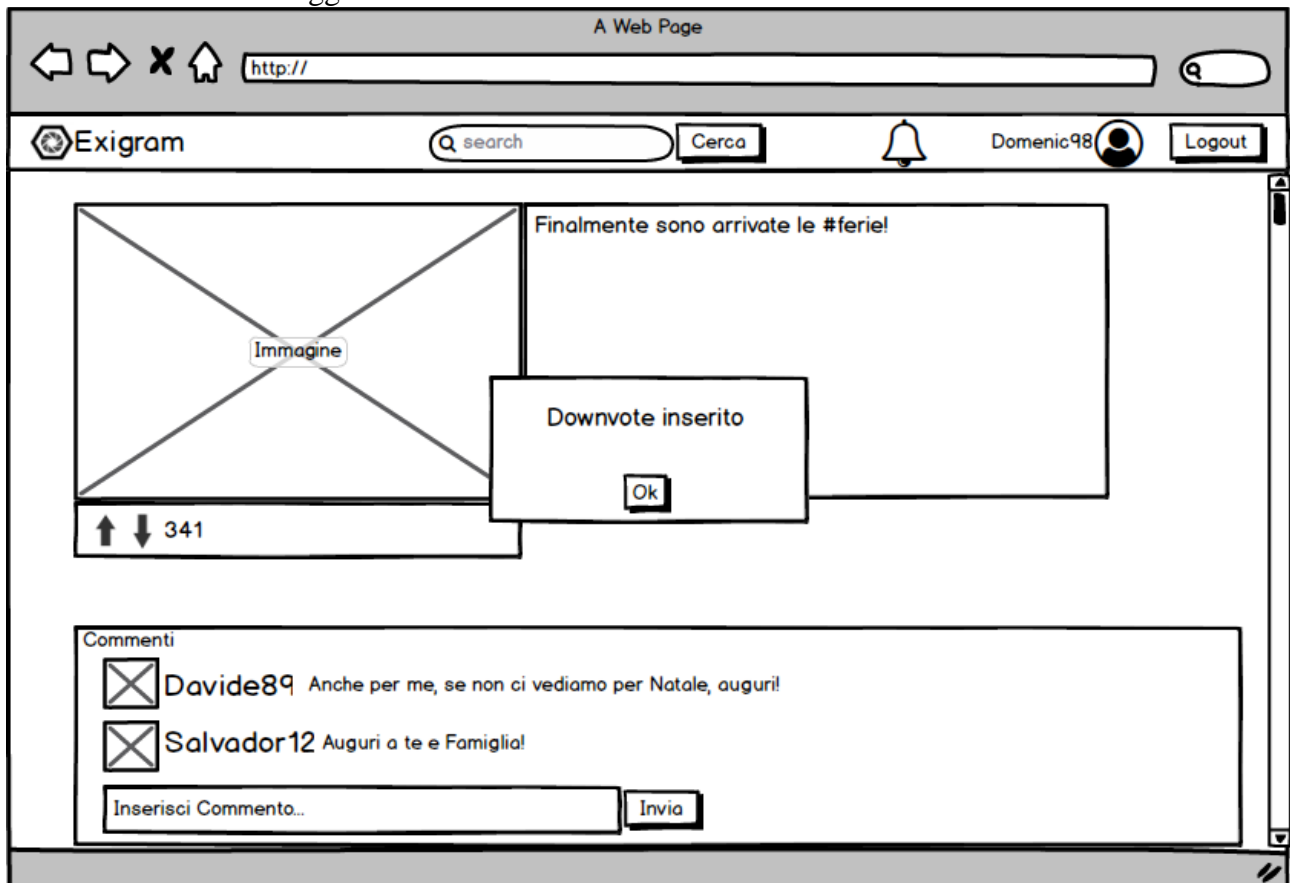 A Web Page
http://
Exigram
search
Cerca
Domenic98
Logout
Finalmente sono arrivate le #ferie!
Immagine
Downvote inserito
Ok
341
Commenti
Davide89 Anche per me, se non ci vediamo per Natale, auguri!
Salvador12 Auguri a te e Famiglia!
Inserisci Commento...
Invia